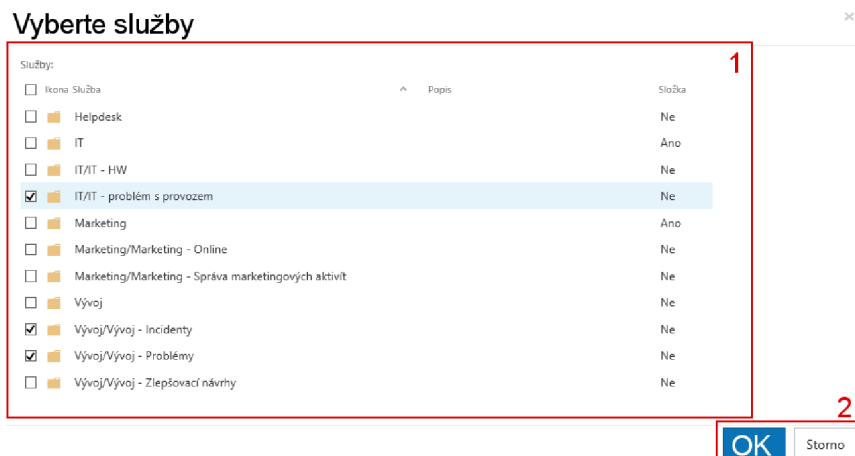 Vyberte služby ×
1
Služby:
Ikona Služba Popis Složka
Helpdesk Ne
IT Ano
IT/IT - HW Ne
IT/IT - problém s provozem Ne
Marketing Ano
Marketing/Marketing - Online Ne
Marketing/Marketing - Správa marketingových aktivít Ne
Vývoj Ne
Vývoj/Vývoj - Incidenty Ne
Vývoj/Vývoj - Problémy Ne
Vývoj/Vývoj - Zlepšovací návrhy Ne
2
OK Storno